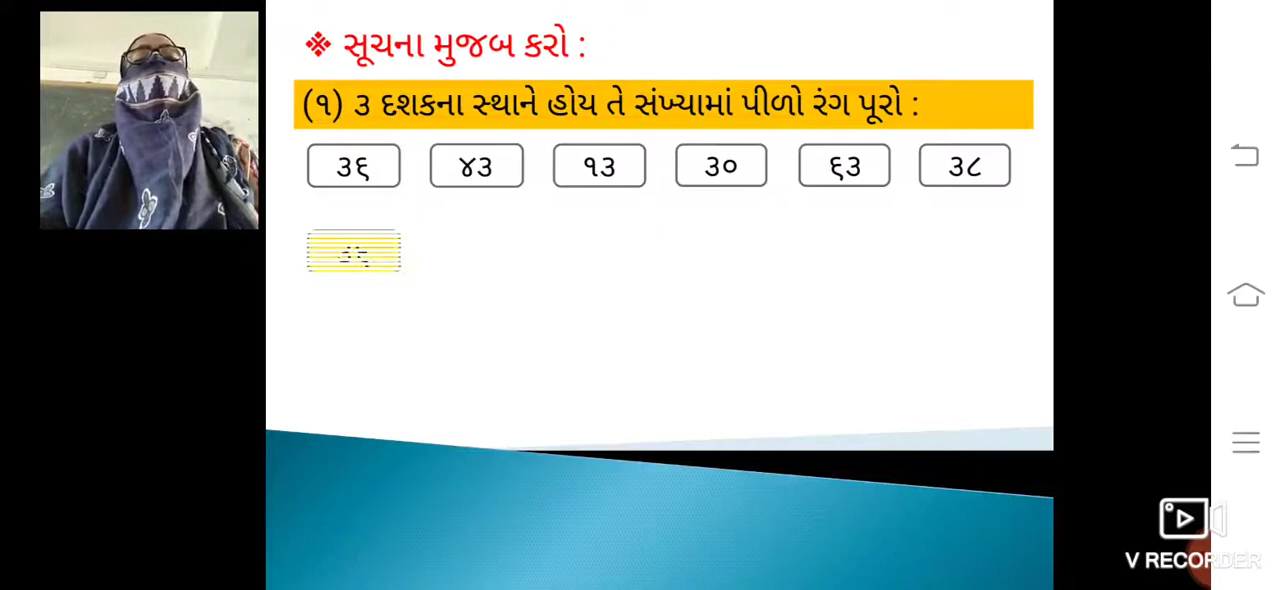 ❖ સૂચના મુજબ કરો :
(૧) ૩ દશકના સ્થાને હોય તે સંખ્યામાં પીળો રંગ પૂરો :
૩૬ ૪૩ ૧૩ ૩૦ ૬૩ ૩૮
V RECORDER